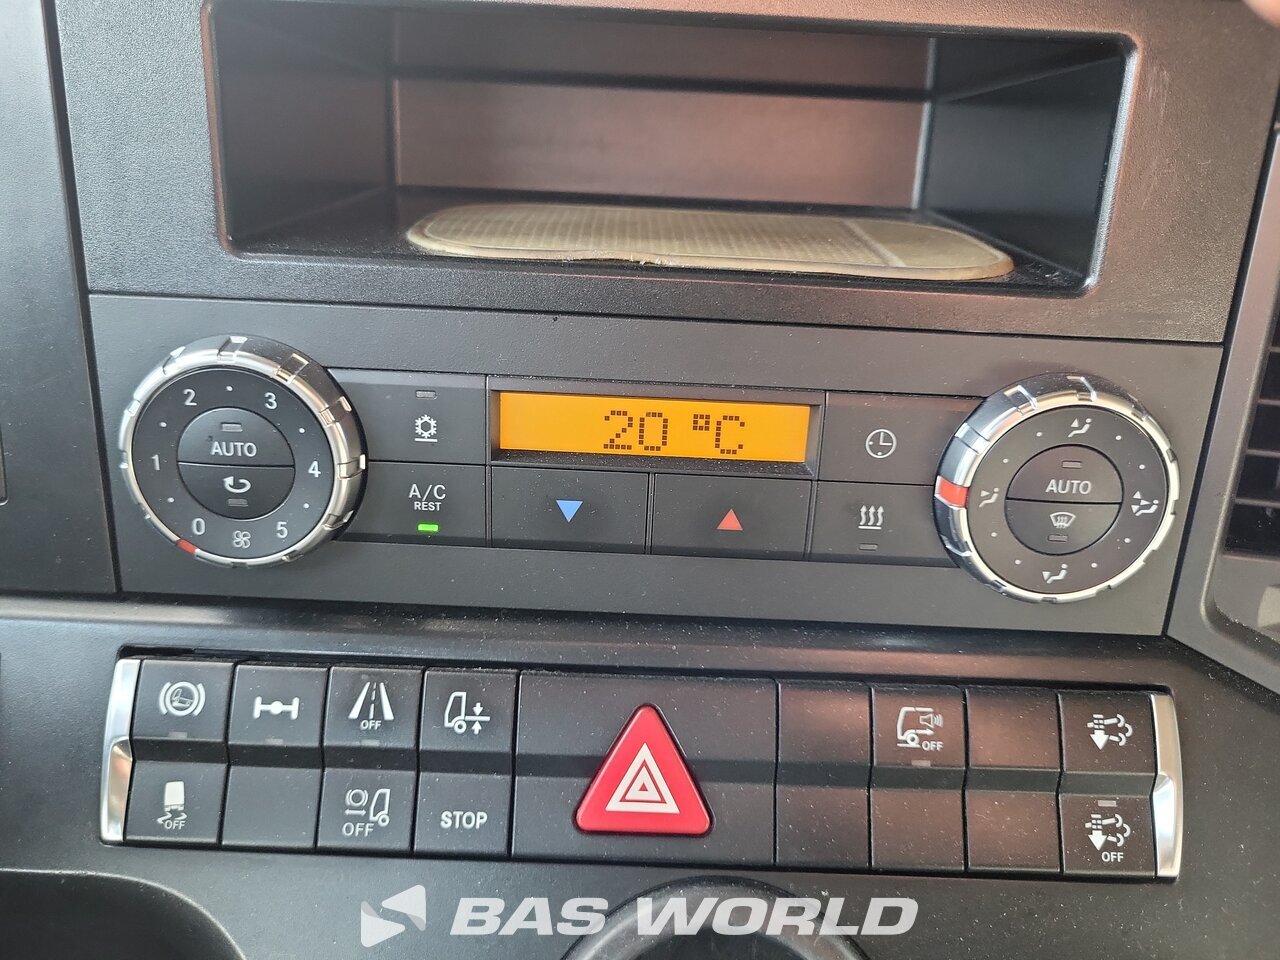 2 3
1 AUTO 4
0 5
A/C
REST
20 °C
AUTO
OFF
OFF
OFF
OFF
STOP
OFF
BAS WORLD